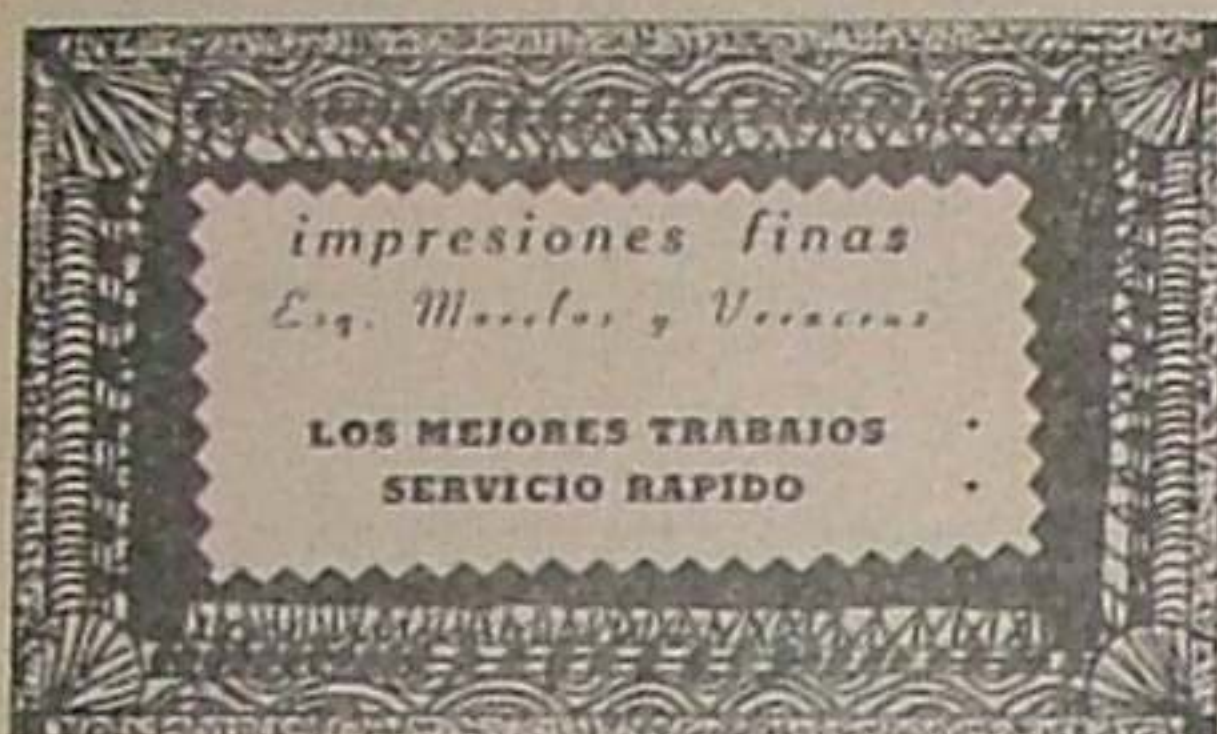 impresiones finas
Esq. Morelos y Veracruz
LOS MEJORES TRABAJOS
SERVICIO RAPIDO